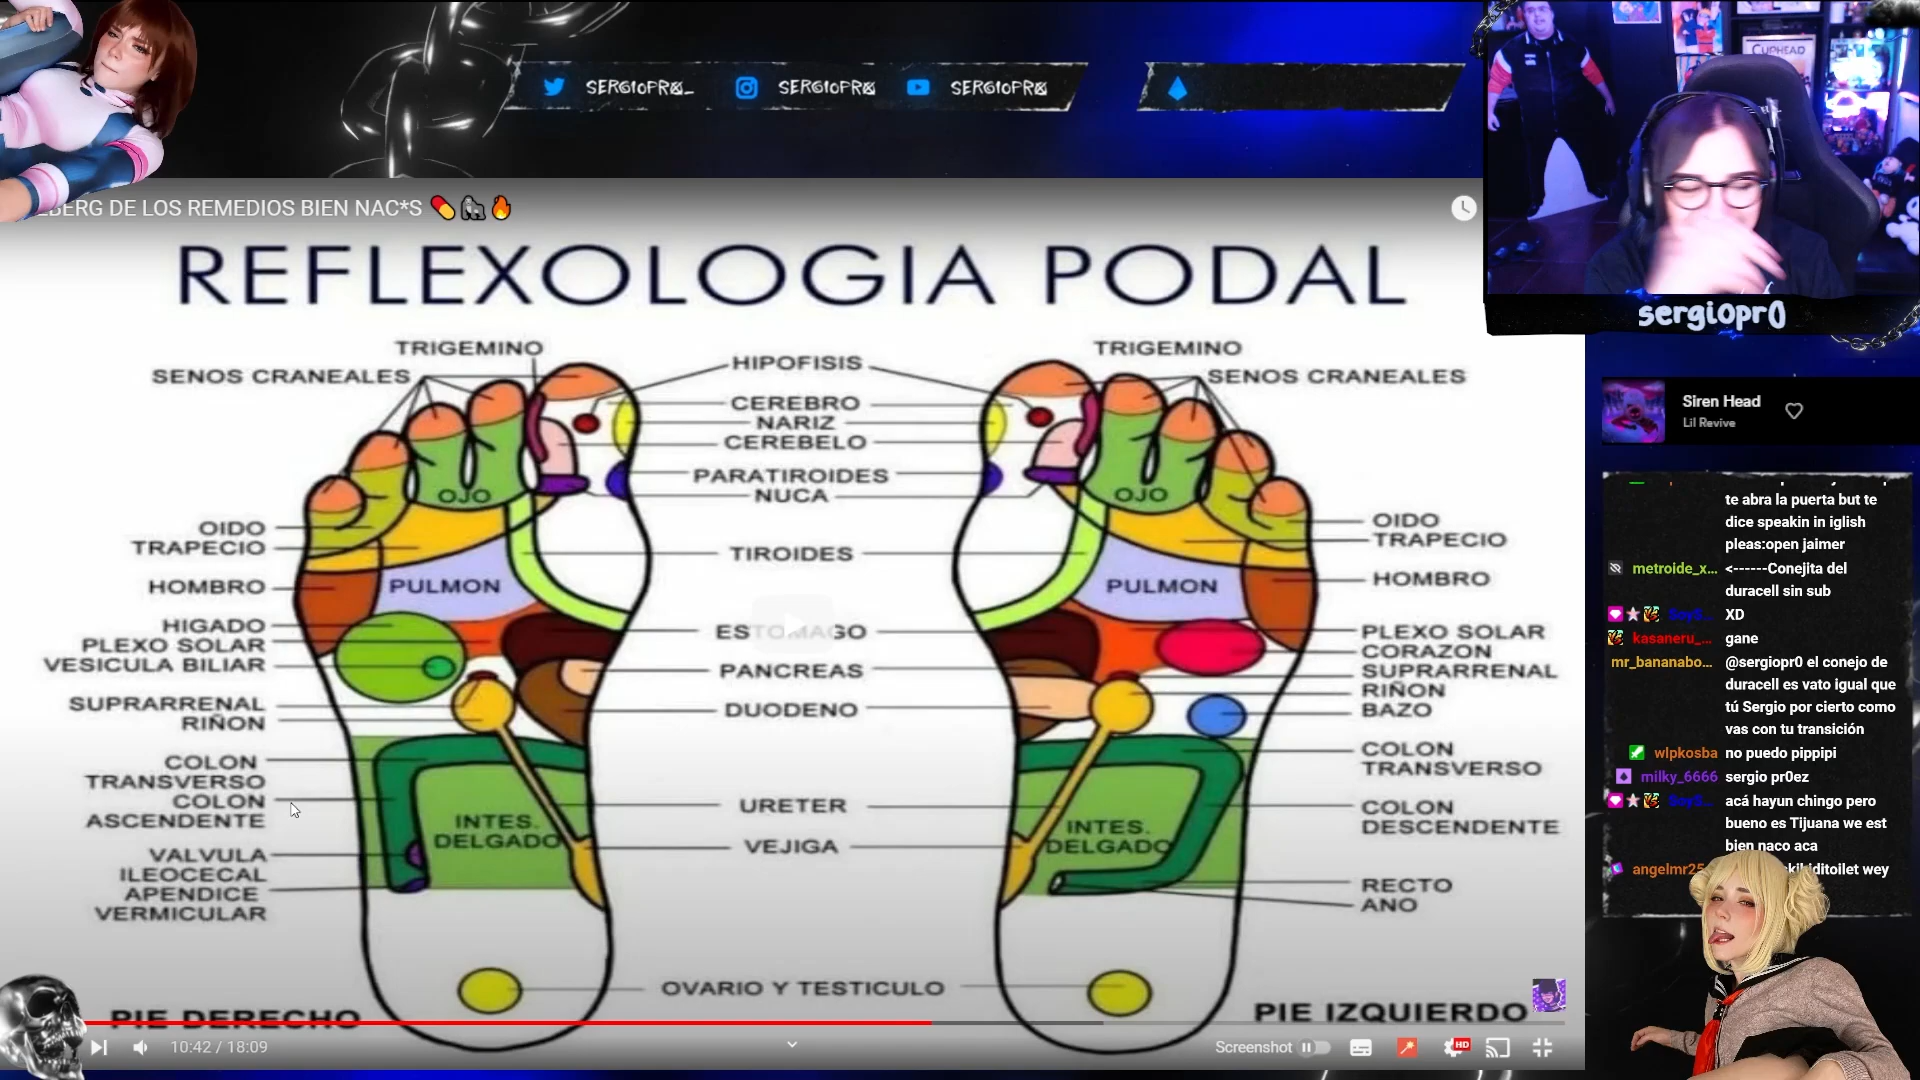 SERGIOPR0_
SERGIOPR0
SERGIOPR0
CUPHEAD
BERG DE LOS REMEDIOS BIEN NAC*S
sergiopr0
REFLEXOLOGIA PODAL
TRIGEMINO
SENOS CRANEALES
HIPOFISIS
CEREBRO
NARIZ
CEREBELO
PARATIROIDES
NUCA
TRIGEMINO
SENOS CRANEALES
OJO
OJO
OIDO
TRAPECIO
HOMBRO
HIGADO
PLEXO SOLAR
VESICULA BILIAR
SUPRARRENAL
RIÑON
COLON
TRANSVERSO
COLON
ASCENDENTE
VALVULA
ILEOCECAL
APENDICE
VERMICULAR
PULMON
INTES.
DELGADO
TIROIDES
ESTOMAGO
PANCREAS
DUODENO
URETER
VEJIGA
OVARIO Y TESTICULO
PULMON
INTES.
DELGADO
OIDO
TRAPECIO
HOMBRO
PLEXO SOLAR
CORAZON
SUPRARRENAL
RIÑON
BAZO
COLON
TRANSVERSO
COLON
DESCENDENTE
RECTO
ANO
PIE DERECHO
PIE IZQUIERDO
10:42 / 18:09
Screenshot
HD
Siren Head
Lil Revive
te abra la puerta but te
dice speakin in iglish
pleas:open jaimer
metroide_x... <------Conejita del
duracell sin sub
XD
kasaneru_... gane
mr_bananabo... @sergiopr0 el conejo de
duracell es vato igual que
tú Sergio por cierto como
vas con tu transición
wlpkosba no puedo pippipi
milky_6666 sergio pr0ez
acá hayun chingo pero
bueno es Tijuana we est
bien naco aca
angelmr25 wey